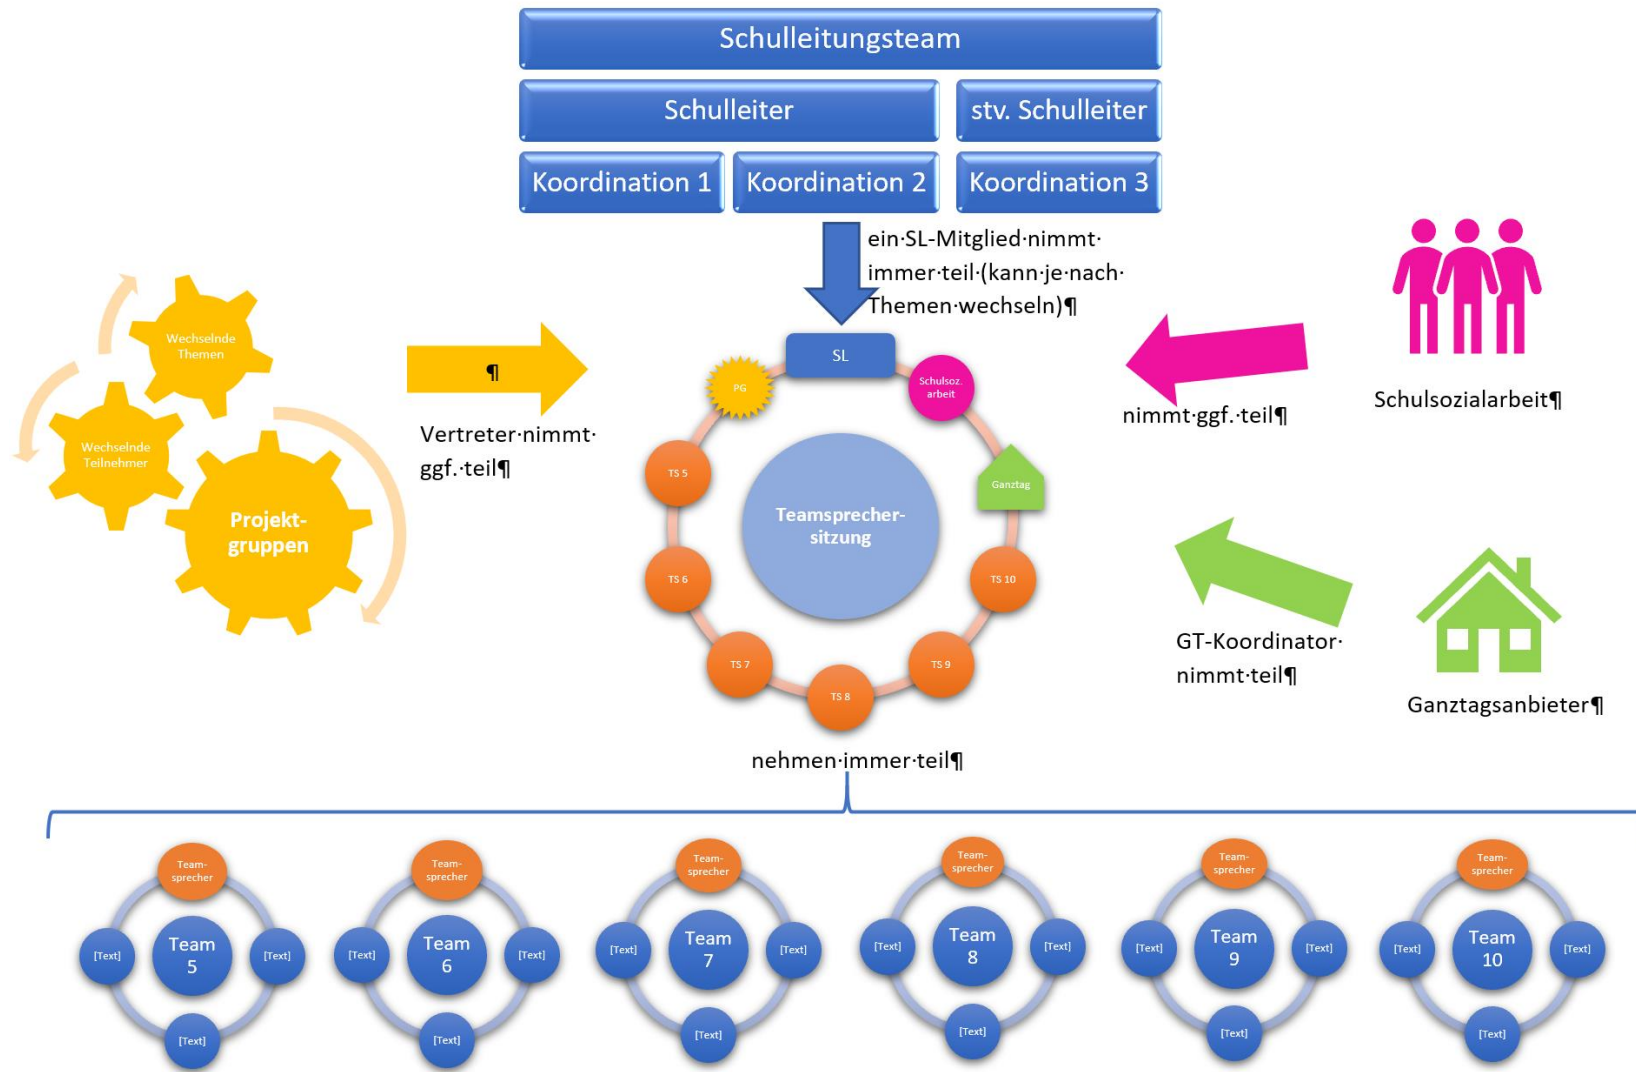 Schulleitungsteam
Schulleiter
stv. Schulleiter
Koordination 1
Koordination 2
Koordination 3
ein·SL-Mitglied·nimmt·
immer·teil·(kann·je·nach·
Themen·wechseln)¶
Wechselnde
Themen
Wechselnde
Teilnehmer
Projekt-
gruppen
¶
Vertreter·nimmt·
ggf.·teil¶
SL
PG
Schulsoz.
arbeit
Ganztag
TS 5
TS 6
TS 7
TS 8
TS 9
TS 10
Teamsprecher-
sitzung
nimmt·ggf.·teil¶
Schulsozialarbeit¶
GT-Koordinator·
nimmt·teil¶
Ganztagsanbieter¶
nehmen·immer·teil¶
Team-
sprecher
[Text]
Team
5
[Text]
[Text]
Team-
sprecher
[Text]
Team
6
[Text]
[Text]
Team-
sprecher
[Text]
Team
7
[Text]
[Text]
Team-
sprecher
[Text]
Team
8
[Text]
[Text]
Team-
sprecher
[Text]
Team
9
[Text]
[Text]
Team-
sprecher
[Text]
Team
10
[Text]
[Text]